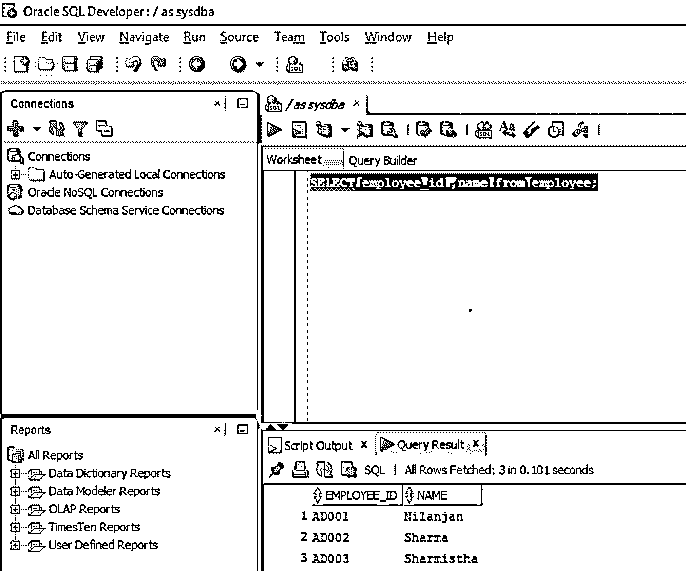 Oracle SQL Developer : / as sysdba
File Edit View Navigate Run Source Team Tools Window Help
Connections
Connections
Auto-Generated Local Connections
Oracle NoSQL Connections
Database Schema Service Connections
/ as sysdba
Worksheet Query Builder
SELECT employee_id ,name from employee;
Reports
All Reports
Data Dictionary Reports
Data Modeler Reports
OLAP Reports
TimesTen Reports
User Defined Reports
Script Output Query Result
SQL | All Rows Fetched: 3 in 0.101 seconds
EMPLOYEE_ID NAME
1 AD001 Nilanjan
2 AD002 Sharma
3 AD003 Sharmistha